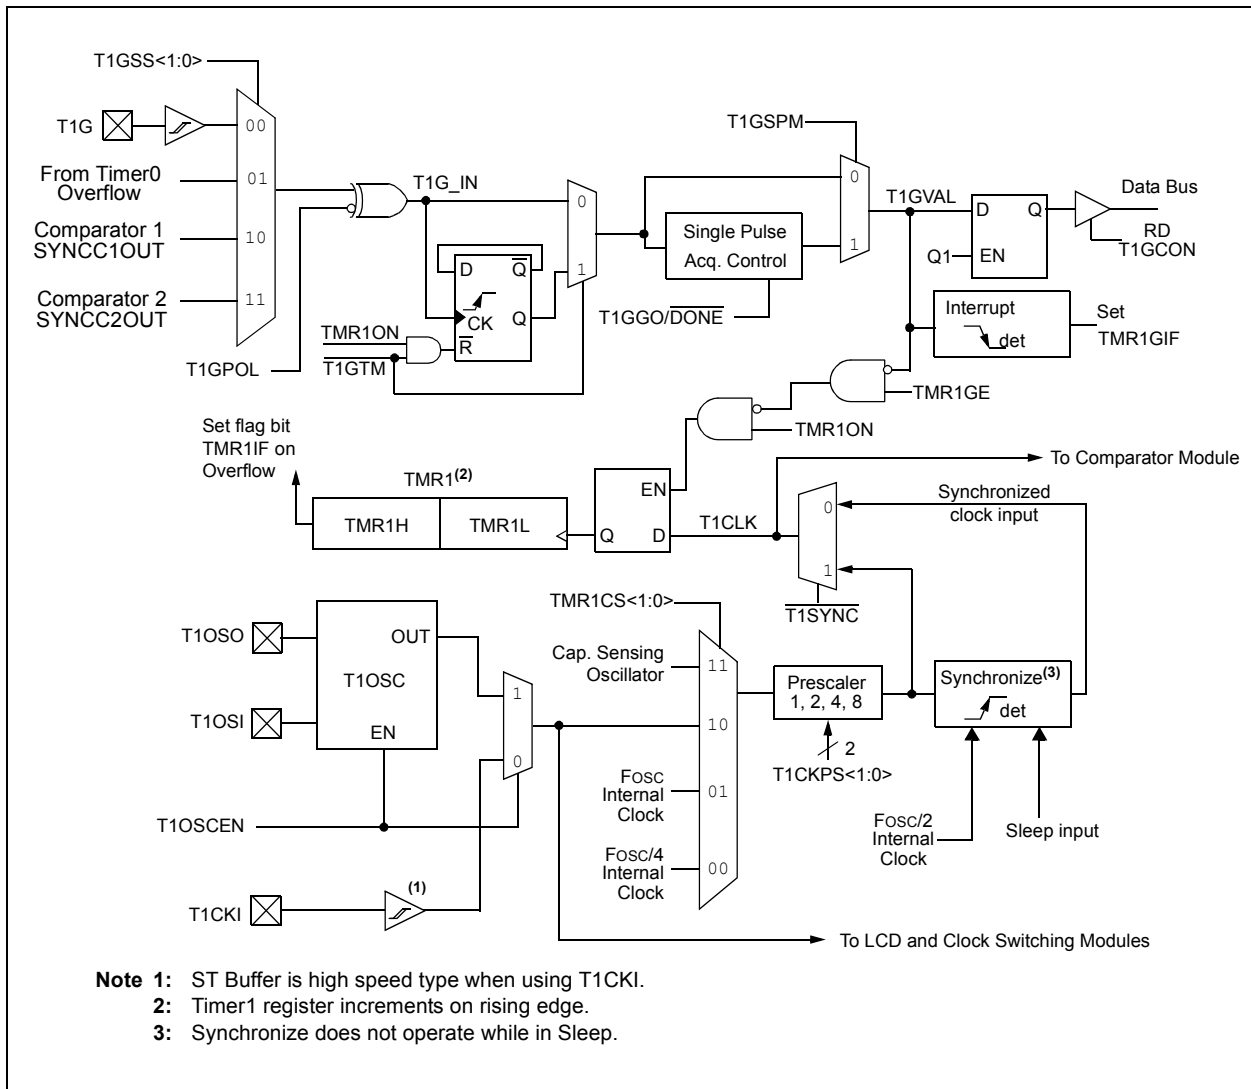 T1GSS<1:0>
T1G
00
From Timer0
Overflow
01
Comparator 1
SYNCC1OUT
10
Comparator 2
SYNCC2OUT
11
T1GPOL
T1G_IN
0
1
D
Q
CK
Q
R
TMR1ON
T1GTM
T1GSPM
0
1
Single Pulse
Acq. Control
T1GGO/DONE
T1GVAL
D
Q
Q1
EN
Data Bus
RD
T1GCON
Interrupt
det
Set
TMR1GIF
TMR1GE
TMR1ON
Set flag bit
TMR1IF on
Overflow
TMR1(2)
TMR1H
TMR1L
EN
Q
D
T1CLK
To Comparator Module
Synchronized
clock input
0
1
T1SYNC
T1OSO
OUT
T1OSC
T1OSI
EN
1
0
T1OSCEN
T1CKI
(1)
TMR1CS<1:0>
Cap. Sensing
Oscillator
11
10
FOSC
Internal
Clock
01
FOSC/4
Internal
Clock
00
Prescaler
1, 2, 4, 8
2
T1CKPS<1:0>
Synchronize(3)
det
FOSC/2
Internal
Clock
Sleep input
To LCD and Clock Switching Modules
Note 1: ST Buffer is high speed type when using T1CKI.
2: Timer1 register increments on rising edge.
3: Synchronize does not operate while in Sleep.